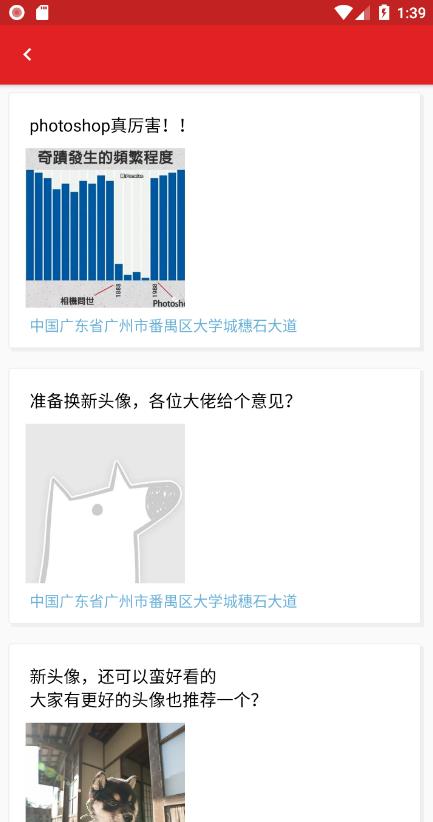 1:39
photoshop真厉害！！
奇蹟發生的頻繁程度
1888
1988
相機問世
Photosh
中国广东省广州市番禺区大学城穗石大道
准备换新头像，各位大佬给个意见?
中国广东省广州市番禺区大学城穗石大道
新头像，还可以蛮好看的
大家有更好的头像也推荐一个?